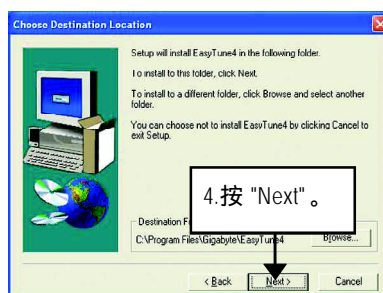 Choose Destination Location
Setup will install EasyTune4 in the following folder.
To install to this folder, click Next.
To install to a different folder, click Browse and select another
folder.
You can choose not to install EasyTune4 by clicking Cancel to
exit Setup.
4.按 "Next"。
Destination F
C:\Program Files\Gigabyte\EasyTune4
Browse...
< Back
Next >
Cancel